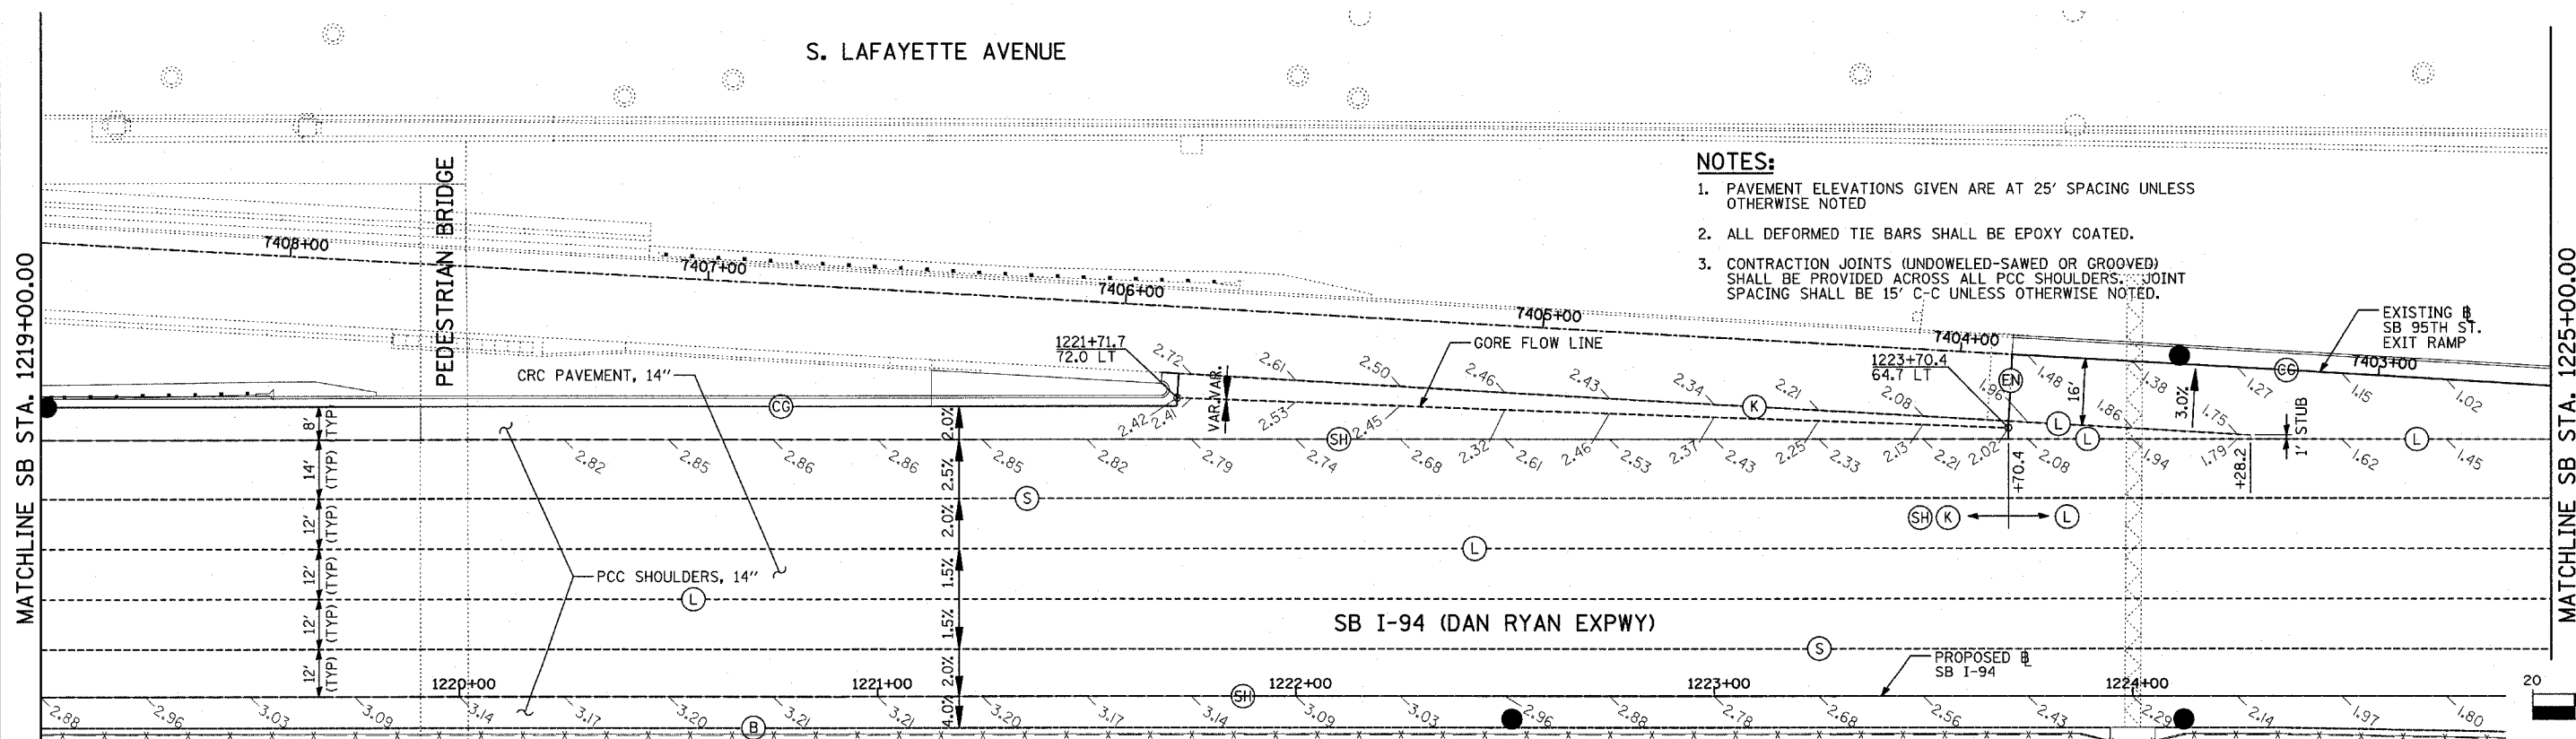 S. LAFAYETTE AVENUE
MATCHLINE SB STA. 1219+00.00
PEDESTRIAN BRIDGE
NOTES:
1. PAVEMENT ELEVATIONS GIVEN ARE AT 25' SPACING UNLESS
OTHERWISE NOTED
2. ALL DEFORMED TIE BARS SHALL BE EPOXY COATED.
3. CONTRACTION JOINTS (UNDOWELED-SAWED OR GROOVED)
SHALL BE PROVIDED ACROSS ALL PCC SHOULDERS. JOINT
SPACING SHALL BE 15' C-C UNLESS OTHERWISE NOTED.
7408+00
7407+00
7406+00
7405+00
7404+00
7403+00
EXISTING B
SB 95TH ST.
EXIT RAMP
1221+71.7
72.0 LT
GORE FLOW LINE
1223+70.4
64.7 LT
CRC PAVEMENT, 14"
2.72 2.61 2.50 2.46 2.43 2.34 2.21 2.08 1.86 1.48 1.38 1.27 1.15 1.02
EN
CG
16'
3.0%
1.86 1.75
1' STUB
VAR. VAR.
CG
K
L
2.42 2.41 2.53 2.45
8' (TYP)
2.0%
SH
L
L
2.82 2.85 2.86 2.86 2.85 2.82 2.79 2.74 2.68 2.32 2.61 2.46 2.53 2.37 2.43 2.25 2.33 2.13 2.21 2.02 2.08 1.94 1.79 1.62 1.45
+70.4
+28.2
14' (TYP)
2.5%
S
SH K L
12' (TYP)
2.0%
L
12' (TYP)
1.5%
PCC SHOULDERS, 14"
L
12' (TYP)
1.5%
SB I-94 (DAN RYAN EXPWY)
S
12' (TYP)
2.0%
PROPOSED B
SB I-94
1220+00
1221+00
1222+00
1223+00
1224+00
SH
4.0%
2.88 2.96 3.03 3.09 3.14 3.17 3.20 3.21 3.21 3.20 3.17 3.14 3.09 3.03 2.96 2.88 2.78 2.68 2.56 2.43 2.29 2.14 1.97 1.80
B
20
MATCHLINE SB STA. 1225+00.00